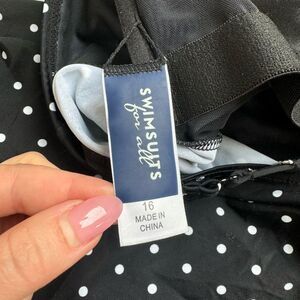 SWIMSUITS
for all
16
MADE IN
CHINA